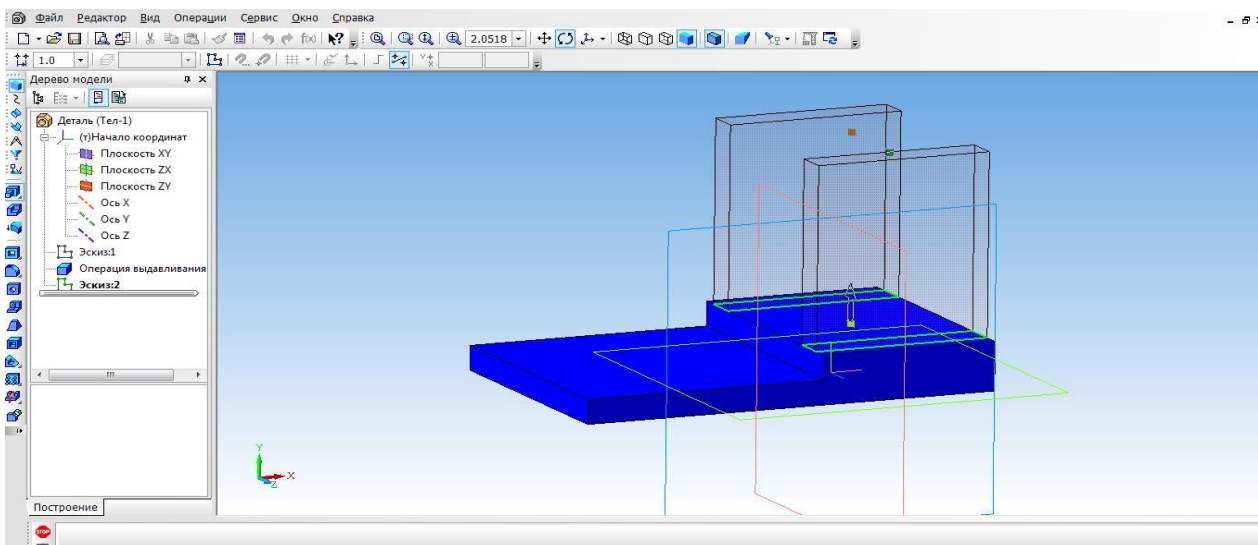 Файл Редактор Вид Операции Сервис Окно Справка
2.0518
1.0
Дерево модели
Деталь (Тел-1)
(т)Начало координат
Плоскость XY
Плоскость ZX
Плоскость ZY
Ось X
Ось Y
Ось Z
Эскиз:1
Операция выдавливания
Эскиз:2
Y
X
Z
Построение
STOP